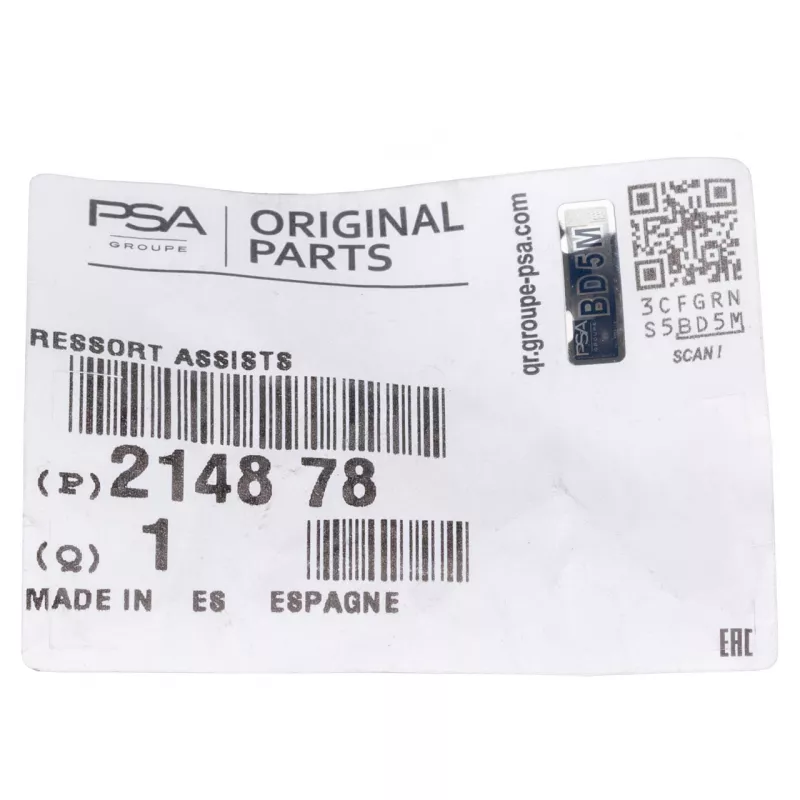 PSA
GROUPE
ORIGINAL
PARTS
qr.groupe-psa.com
PSA
GROUPE
BD5M
3CFGRN
S5BD5M
SCAN!
RESSORT ASSISTS
(P) 2148 78
(Q) 1
MADE IN ES ESPAGNE
EAC